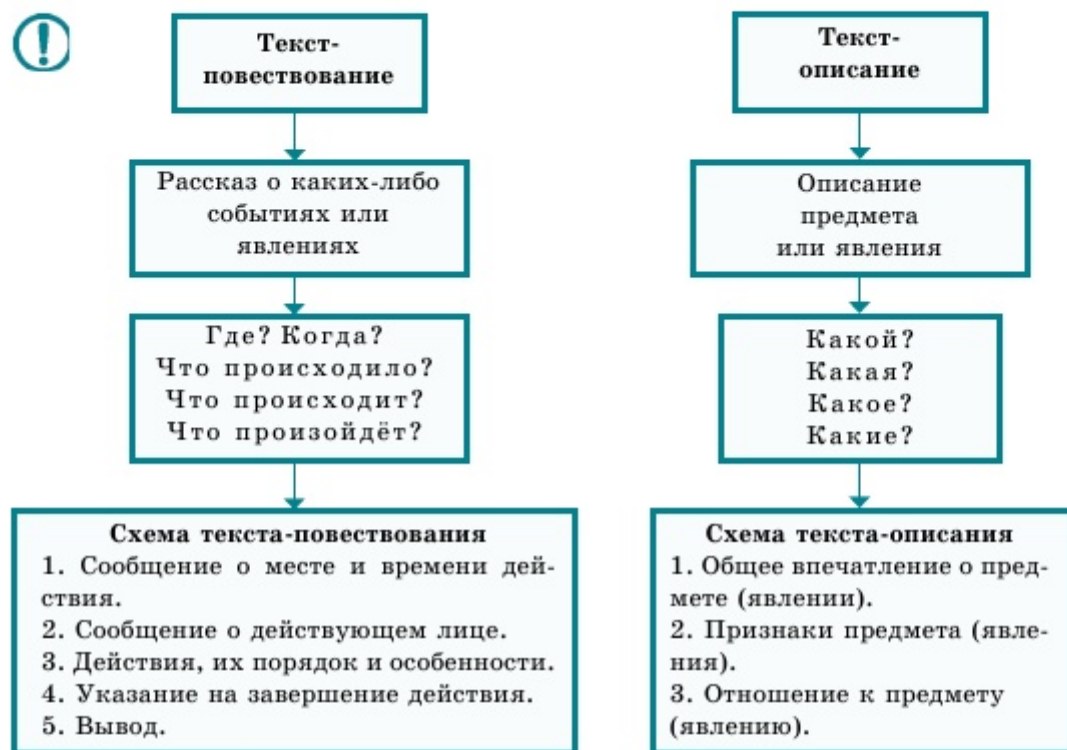 Текст-
повествование
Рассказ о каких-либо
событиях или
явлениях
Где? Когда?
Что происходило?
Что происходит?
Что произойдёт?
Схема текста-повествования
1. Сообщение о месте и времени дей-
ствия.
2. Сообщение о действующем лице.
3. Действия, их порядок и особенности.
4. Указание на завершение действия.
5. Вывод.
Текст-
описание
Описание
предмета
или явления
Какой?
Какая?
Какое?
Какие?
Схема текста-описания
1. Общее впечатление о пред-
мете (явлении).
2. Признаки предмета (явле-
ния).
3. Отношение к предмету
(явлению).